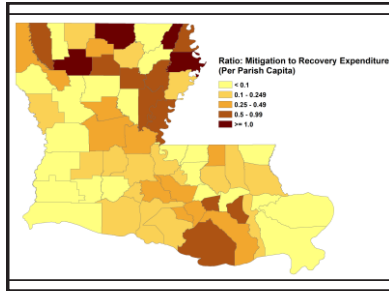 Ratio: Mitigation to Recovery Expenditure
(Per Parish Capita)
< 0.1
0.1 - 0.249
0.25 - 0.49
0.5 - 0.99
>= 1.0